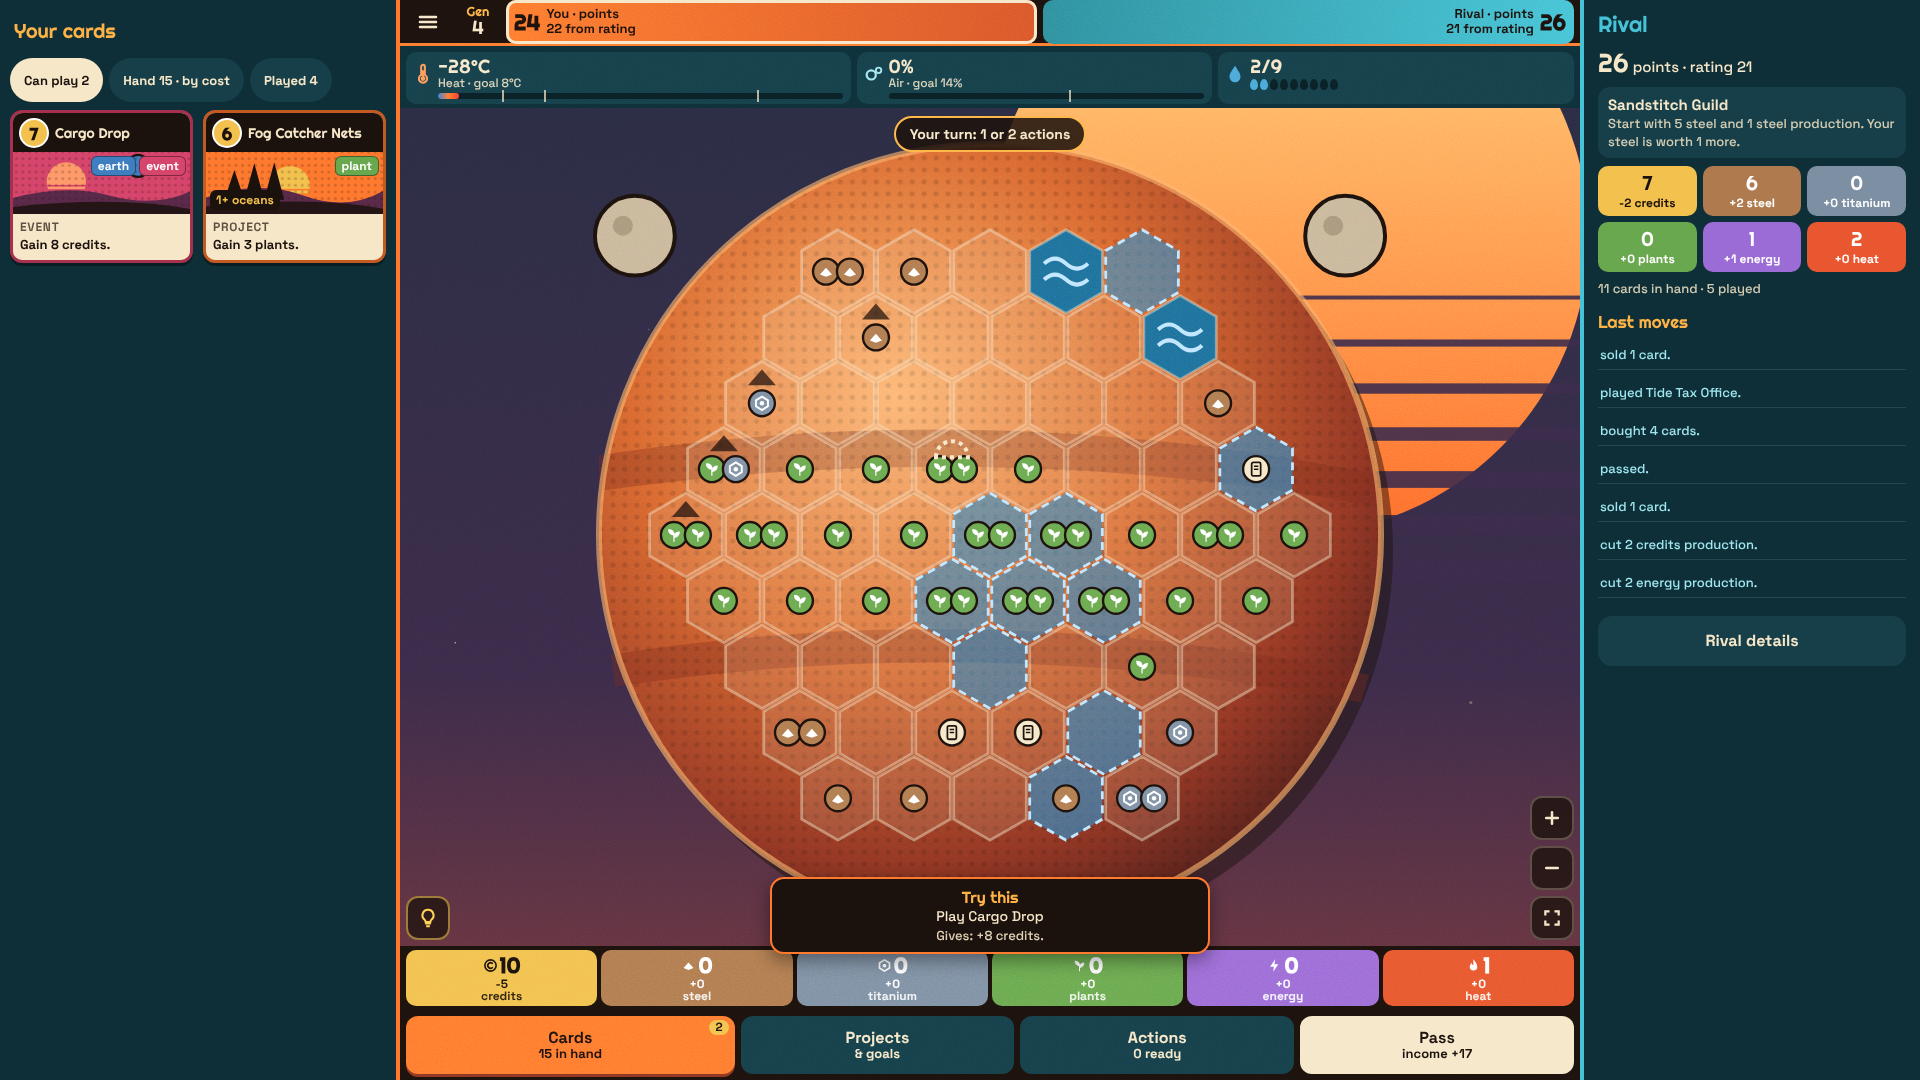 Your cards
Can play 2
Hand 15 · by cost
Played 4
7 Cargo Drop
earth
event
EVENT
Gain 8 credits.
6 Fog Catcher Nets
plant
1+ oceans
PROJECT
Gain 3 plants.
Gen
4
24
You · points
22 from rating
Rival · points
21 from rating
26
-28°C
Heat · goal 8°C
0%
Air · goal 14%
2/9
Your turn: 1 or 2 actions
Try this
Play Cargo Drop
Gives: +8 credits.
10
-5
credits
0
+0
steel
0
+0
titanium
0
+0
plants
0
+0
energy
1
+0
heat
Cards
15 in hand
2
Projects
& goals
Actions
0 ready
Pass
income +17
Rival
26 points · rating 21
Sandstitch Guild
Start with 5 steel and 1 steel production. Your
steel is worth 1 more.
7
-2 credits
6
+2 steel
0
+0 titanium
0
+0 plants
1
+1 energy
2
+0 heat
11 cards in hand · 5 played
Last moves
sold 1 card.
played Tide Tax Office.
bought 4 cards.
passed.
sold 1 card.
cut 2 credits production.
cut 2 energy production.
Rival details